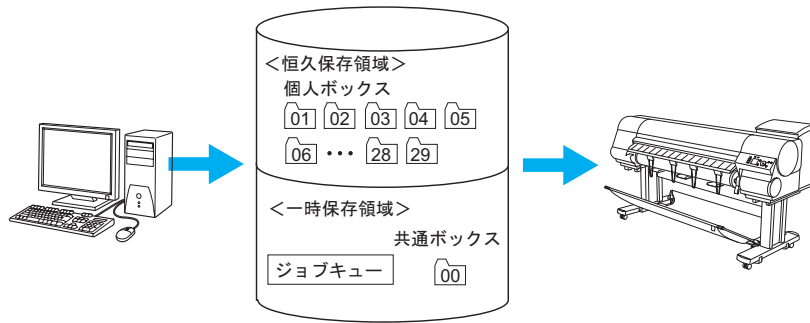 ＜恒久保存領域＞
個人ボックス
01 02 03 04 05
06 ・・・ 28 29
＜一時保存領域＞
共通ボックス
ジョブキュー 00